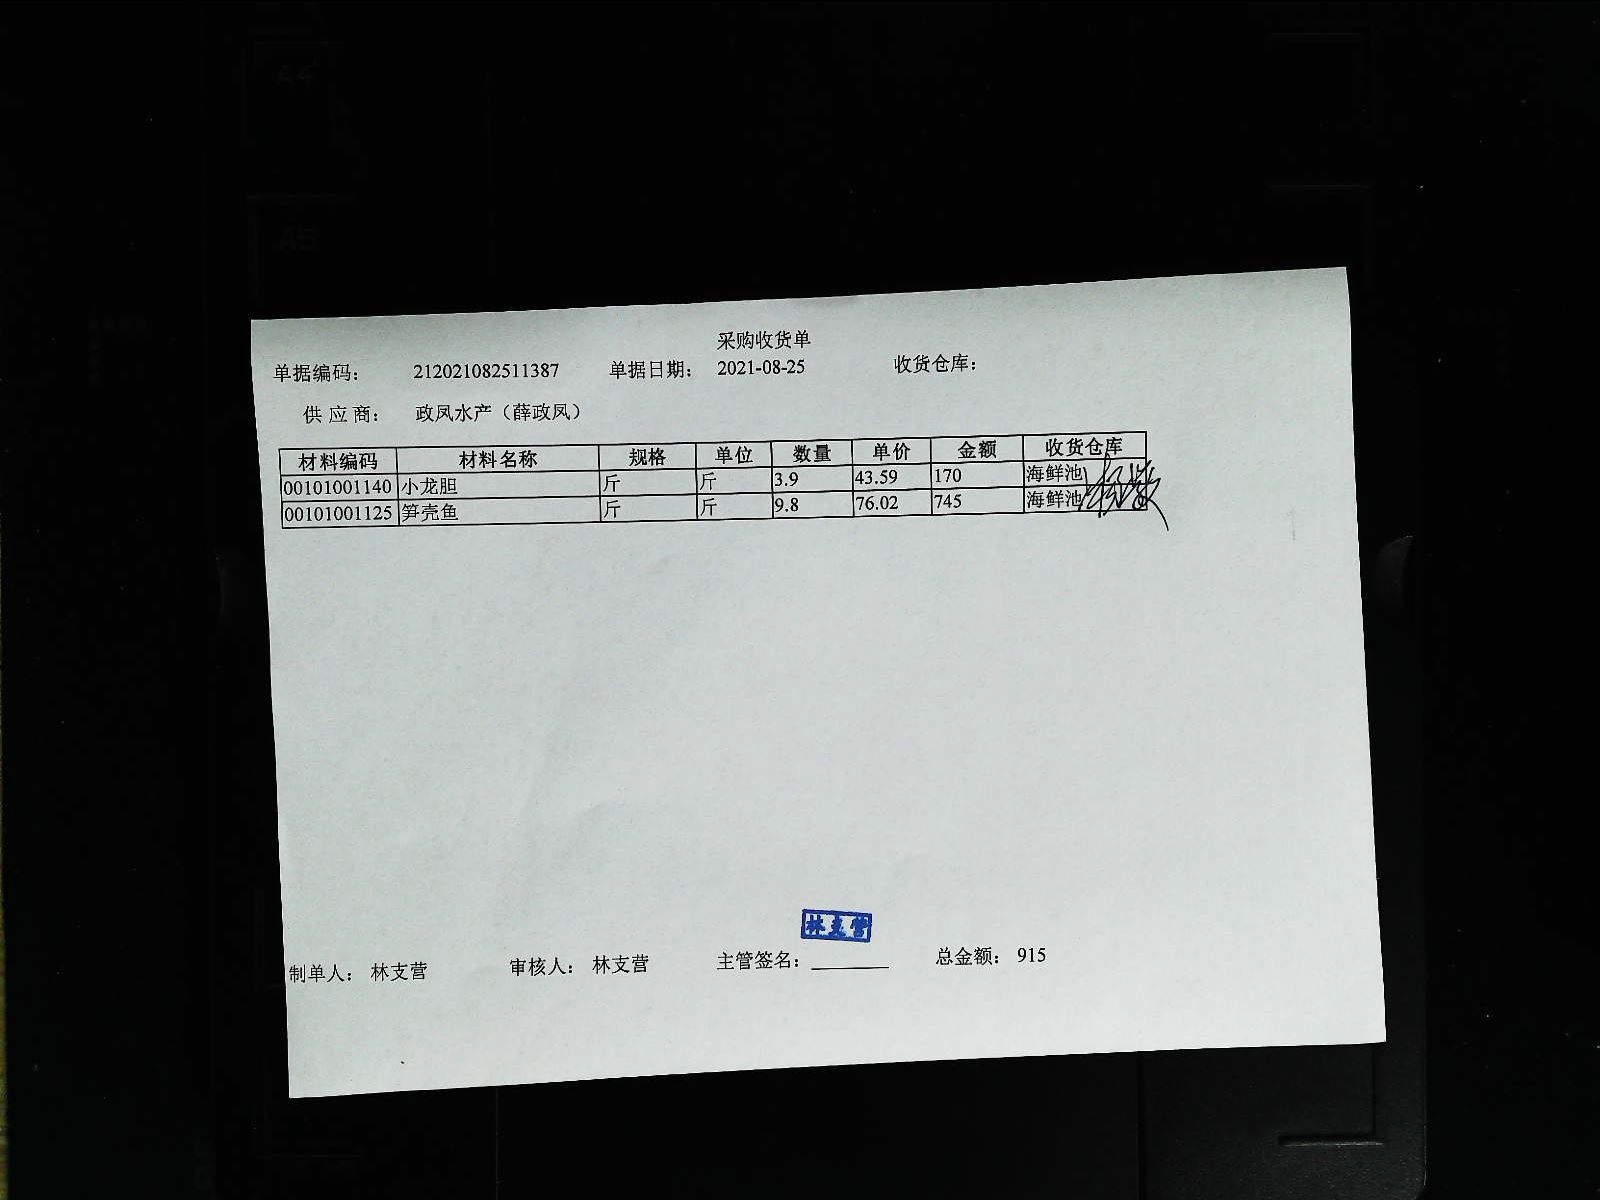 采购收货单
单据编码： 212021082511387 单据日期： 2021-08-25 收货仓库：
供 应 商： 政凤水产（薛政凤）
材料编码 材料名称 规格 单位 数量 单价 金额 收货仓库
00101001140 小龙胆 斤 斤 3.9 43.59 170 海鲜池
00101001125 笋壳鱼 斤 斤 9.8 76.02 745 海鲜池
林支营
制单人： 林支营 审核人： 林支营 主管签名： 总金额： 915
A4
A5